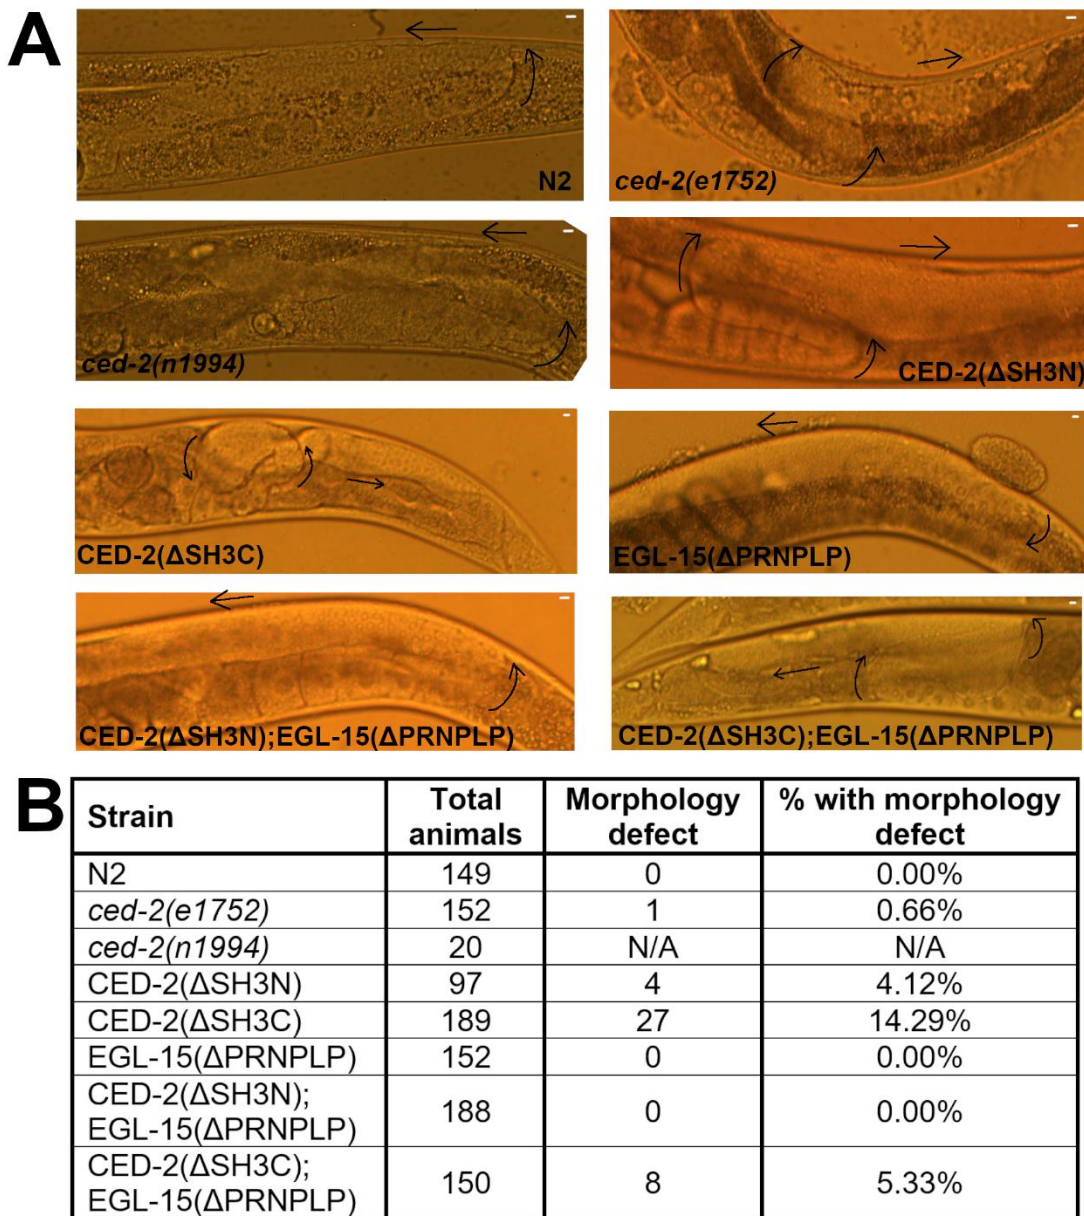 A
N2
ced-2(e1752)
ced-2(n1994)
CED-2(ΔSH3N)
CED-2(ΔSH3C)
EGL-15(ΔPRNPLP)
CED-2(ΔSH3N);EGL-15(ΔPRNPLP)
CED-2(ΔSH3C);EGL-15(ΔPRNPLP)
B
Strain Total animals Morphology defect % with morphology defect
N2 149 0 0.00%
ced-2(e1752) 152 1 0.66%
ced-2(n1994) 20 N/A N/A
CED-2(ΔSH3N) 97 4 4.12%
CED-2(ΔSH3C) 189 27 14.29%
EGL-15(ΔPRNPLP) 152 0 0.00%
CED-2(ΔSH3N);
EGL-15(ΔPRNPLP) 188 0 0.00%
CED-2(ΔSH3C);
EGL-15(ΔPRNPLP) 150 8 5.33%